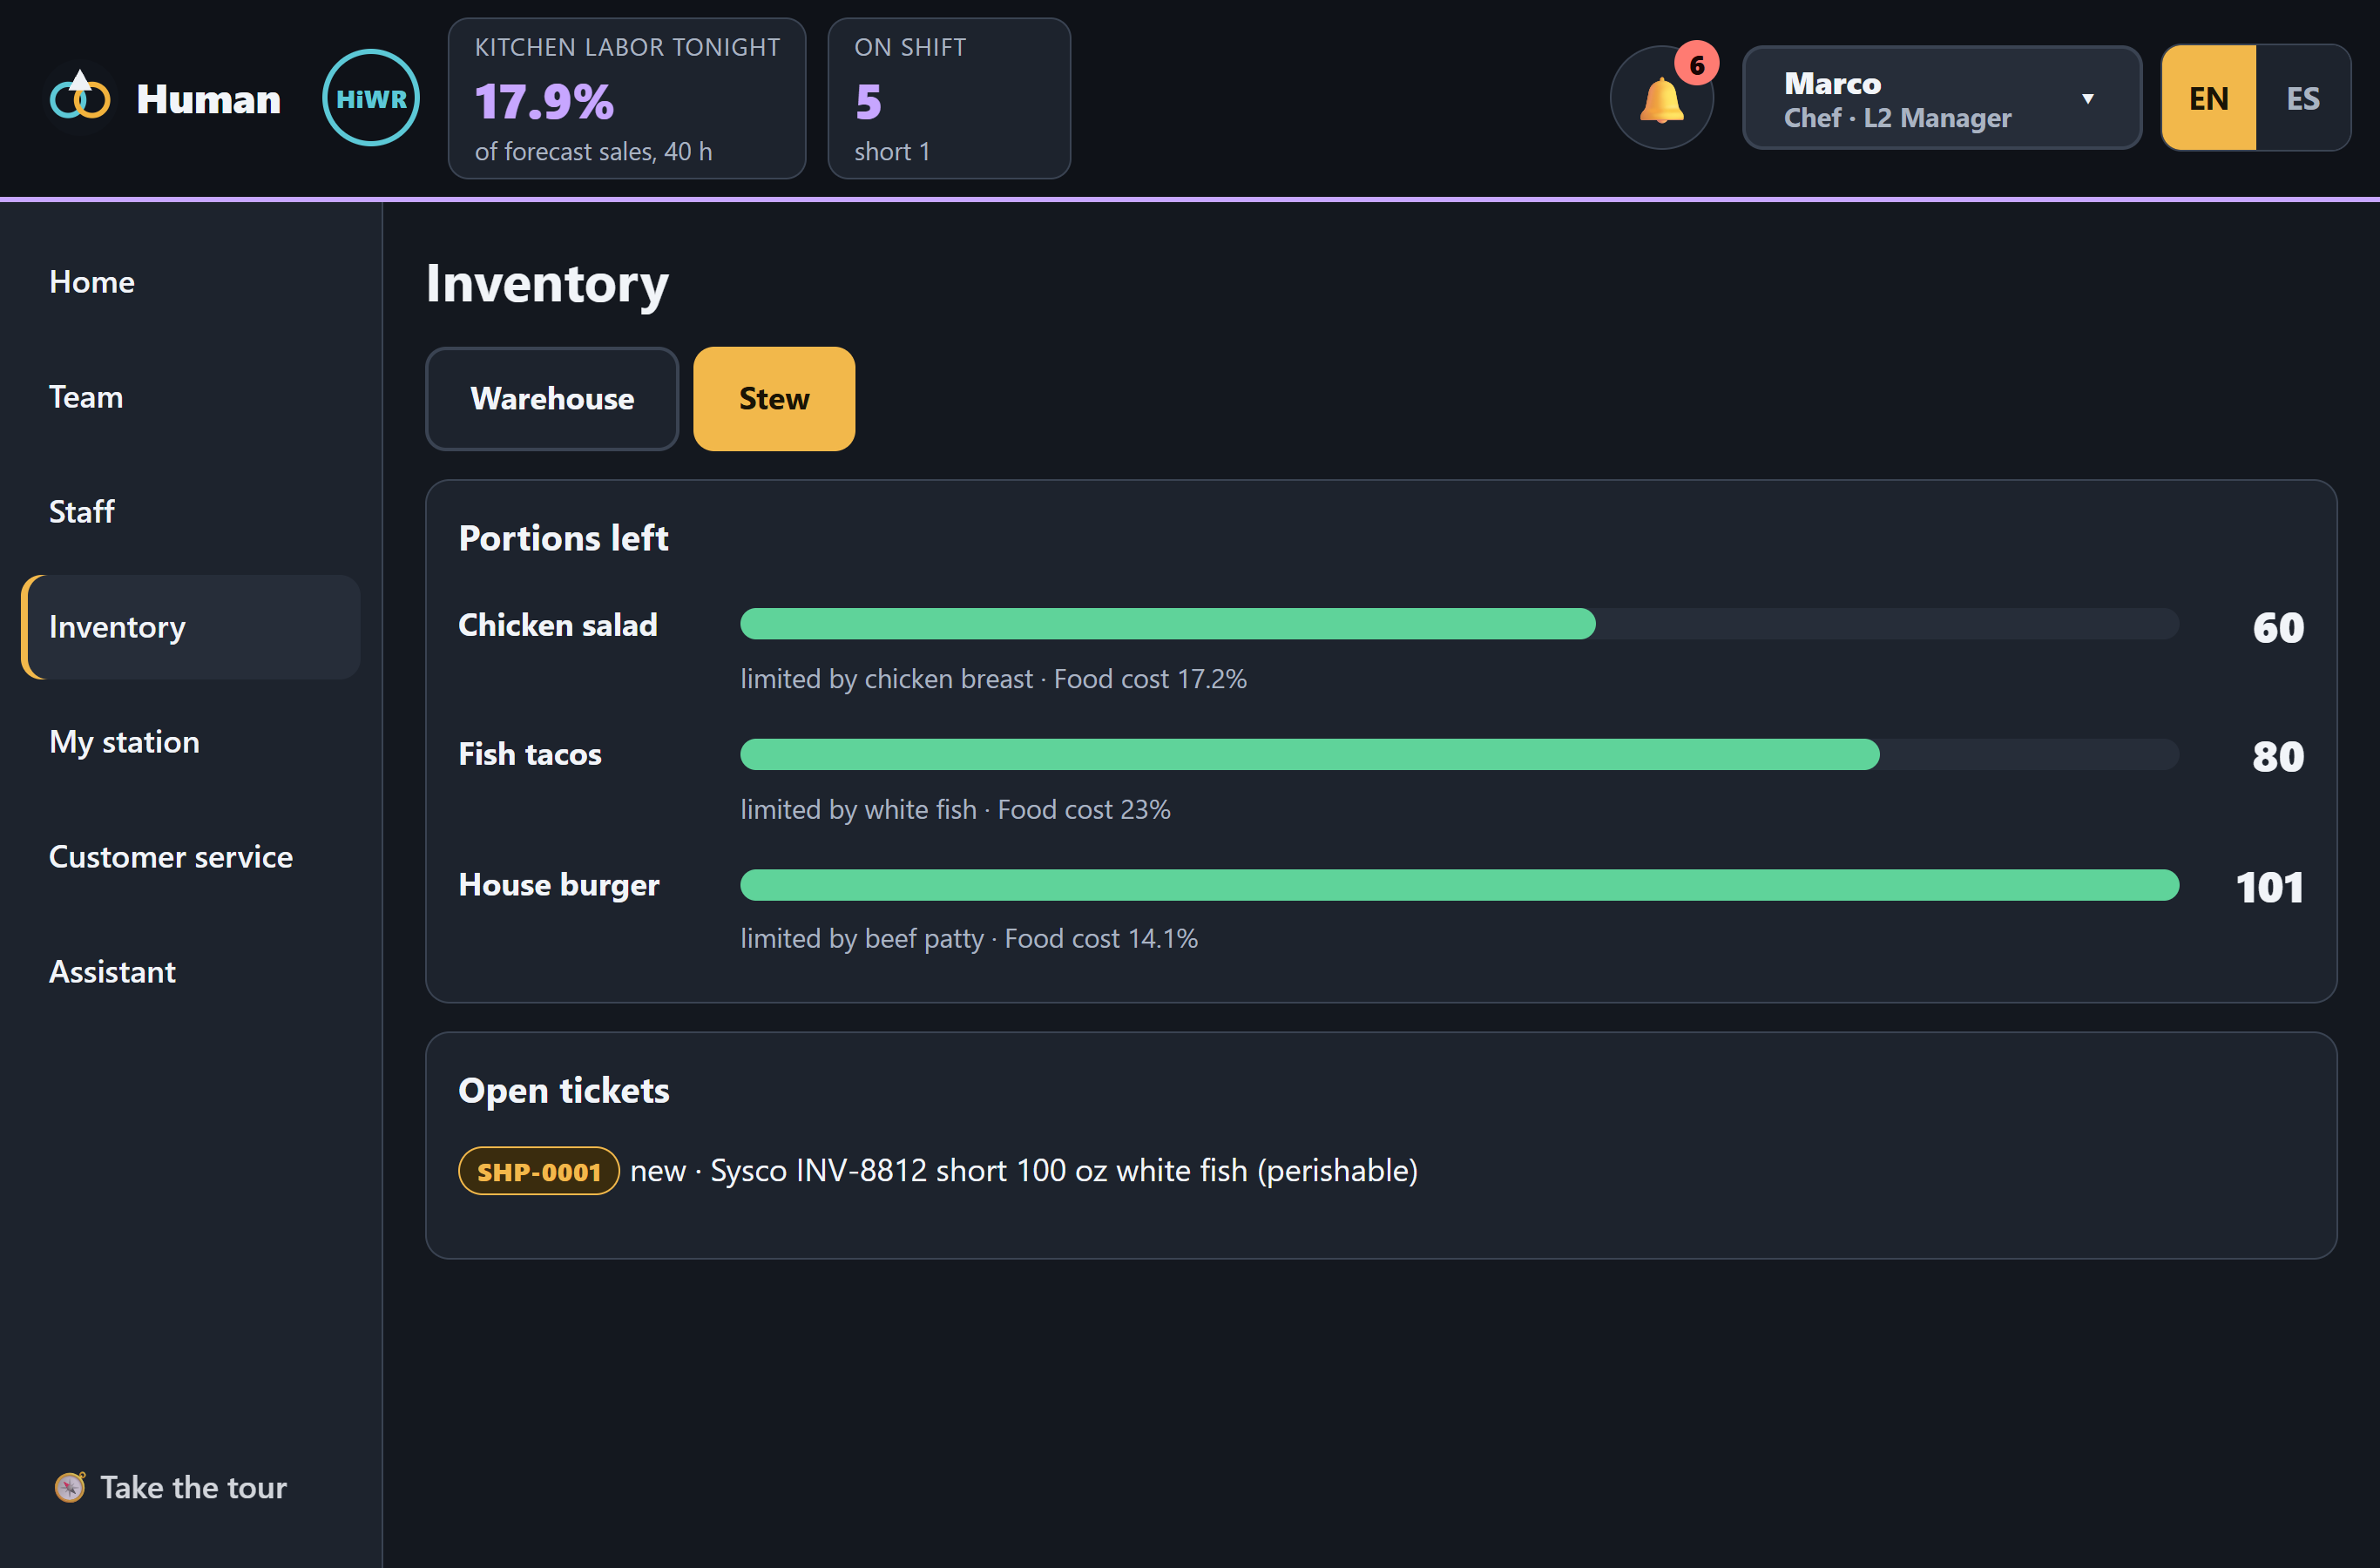 Human
HiWR
KITCHEN LABOR TONIGHT
17.9%
of forecast sales, 40 h
ON SHIFT
5
short 1
6
Marco
Chef · L2 Manager
▼
EN
ES
Home
Team
Staff
Inventory
My station
Customer service
Assistant
Take the tour
Inventory
Warehouse
Stew
Portions left
Chicken salad
60
limited by chicken breast · Food cost 17.2%
Fish tacos
80
limited by white fish · Food cost 23%
House burger
101
limited by beef patty · Food cost 14.1%
Open tickets
SHP-0001 new · Sysco INV-8812 short 100 oz white fish (perishable)